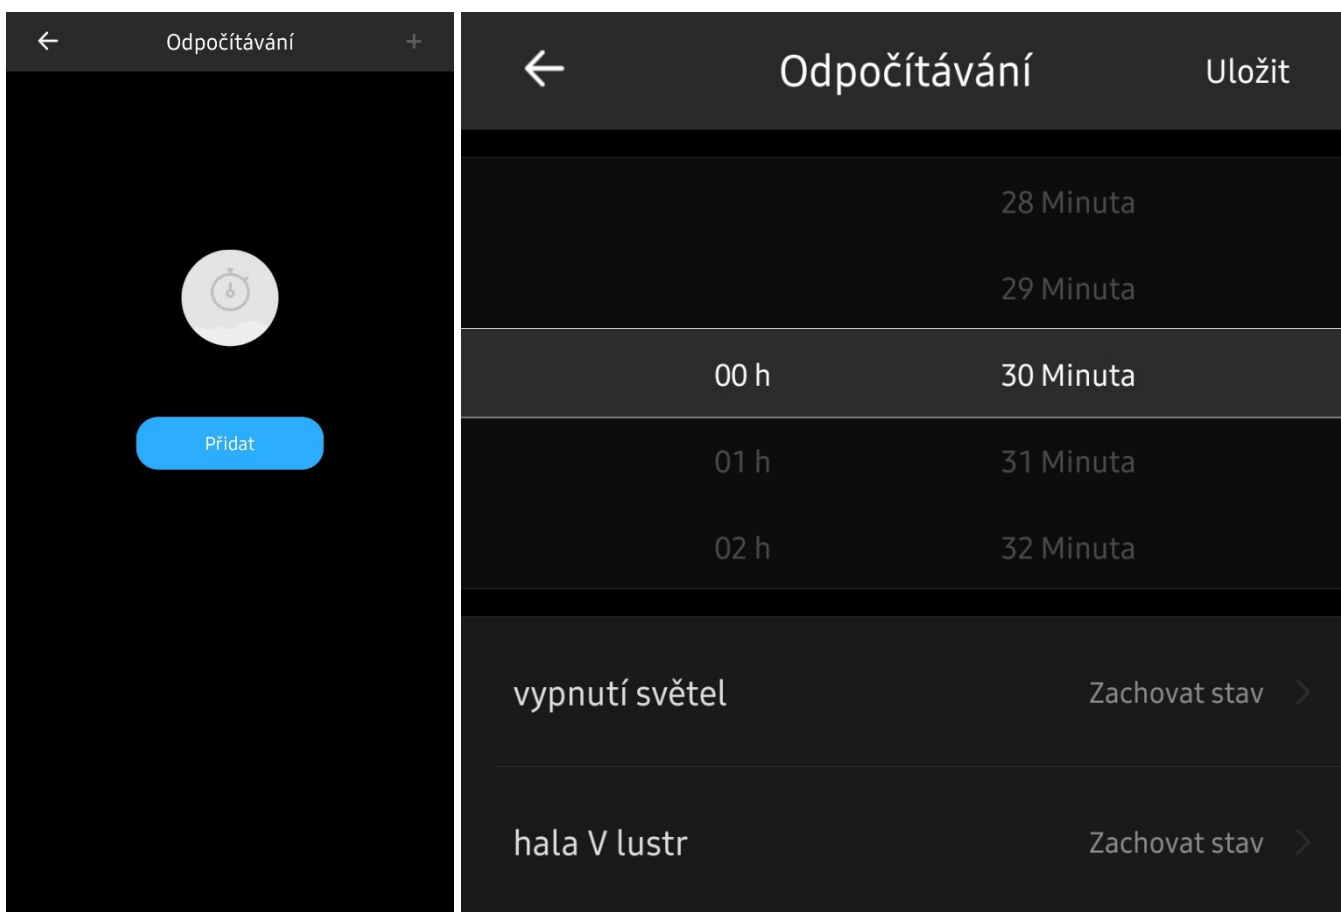 Odpočítávání +
Přidat
Odpočítávání Uložit
28 Minuta
29 Minuta
00 h 30 Minuta
01 h 31 Minuta
02 h 32 Minuta
vypnutí světel Zachovat stav
hala V lustr Zachovat stav